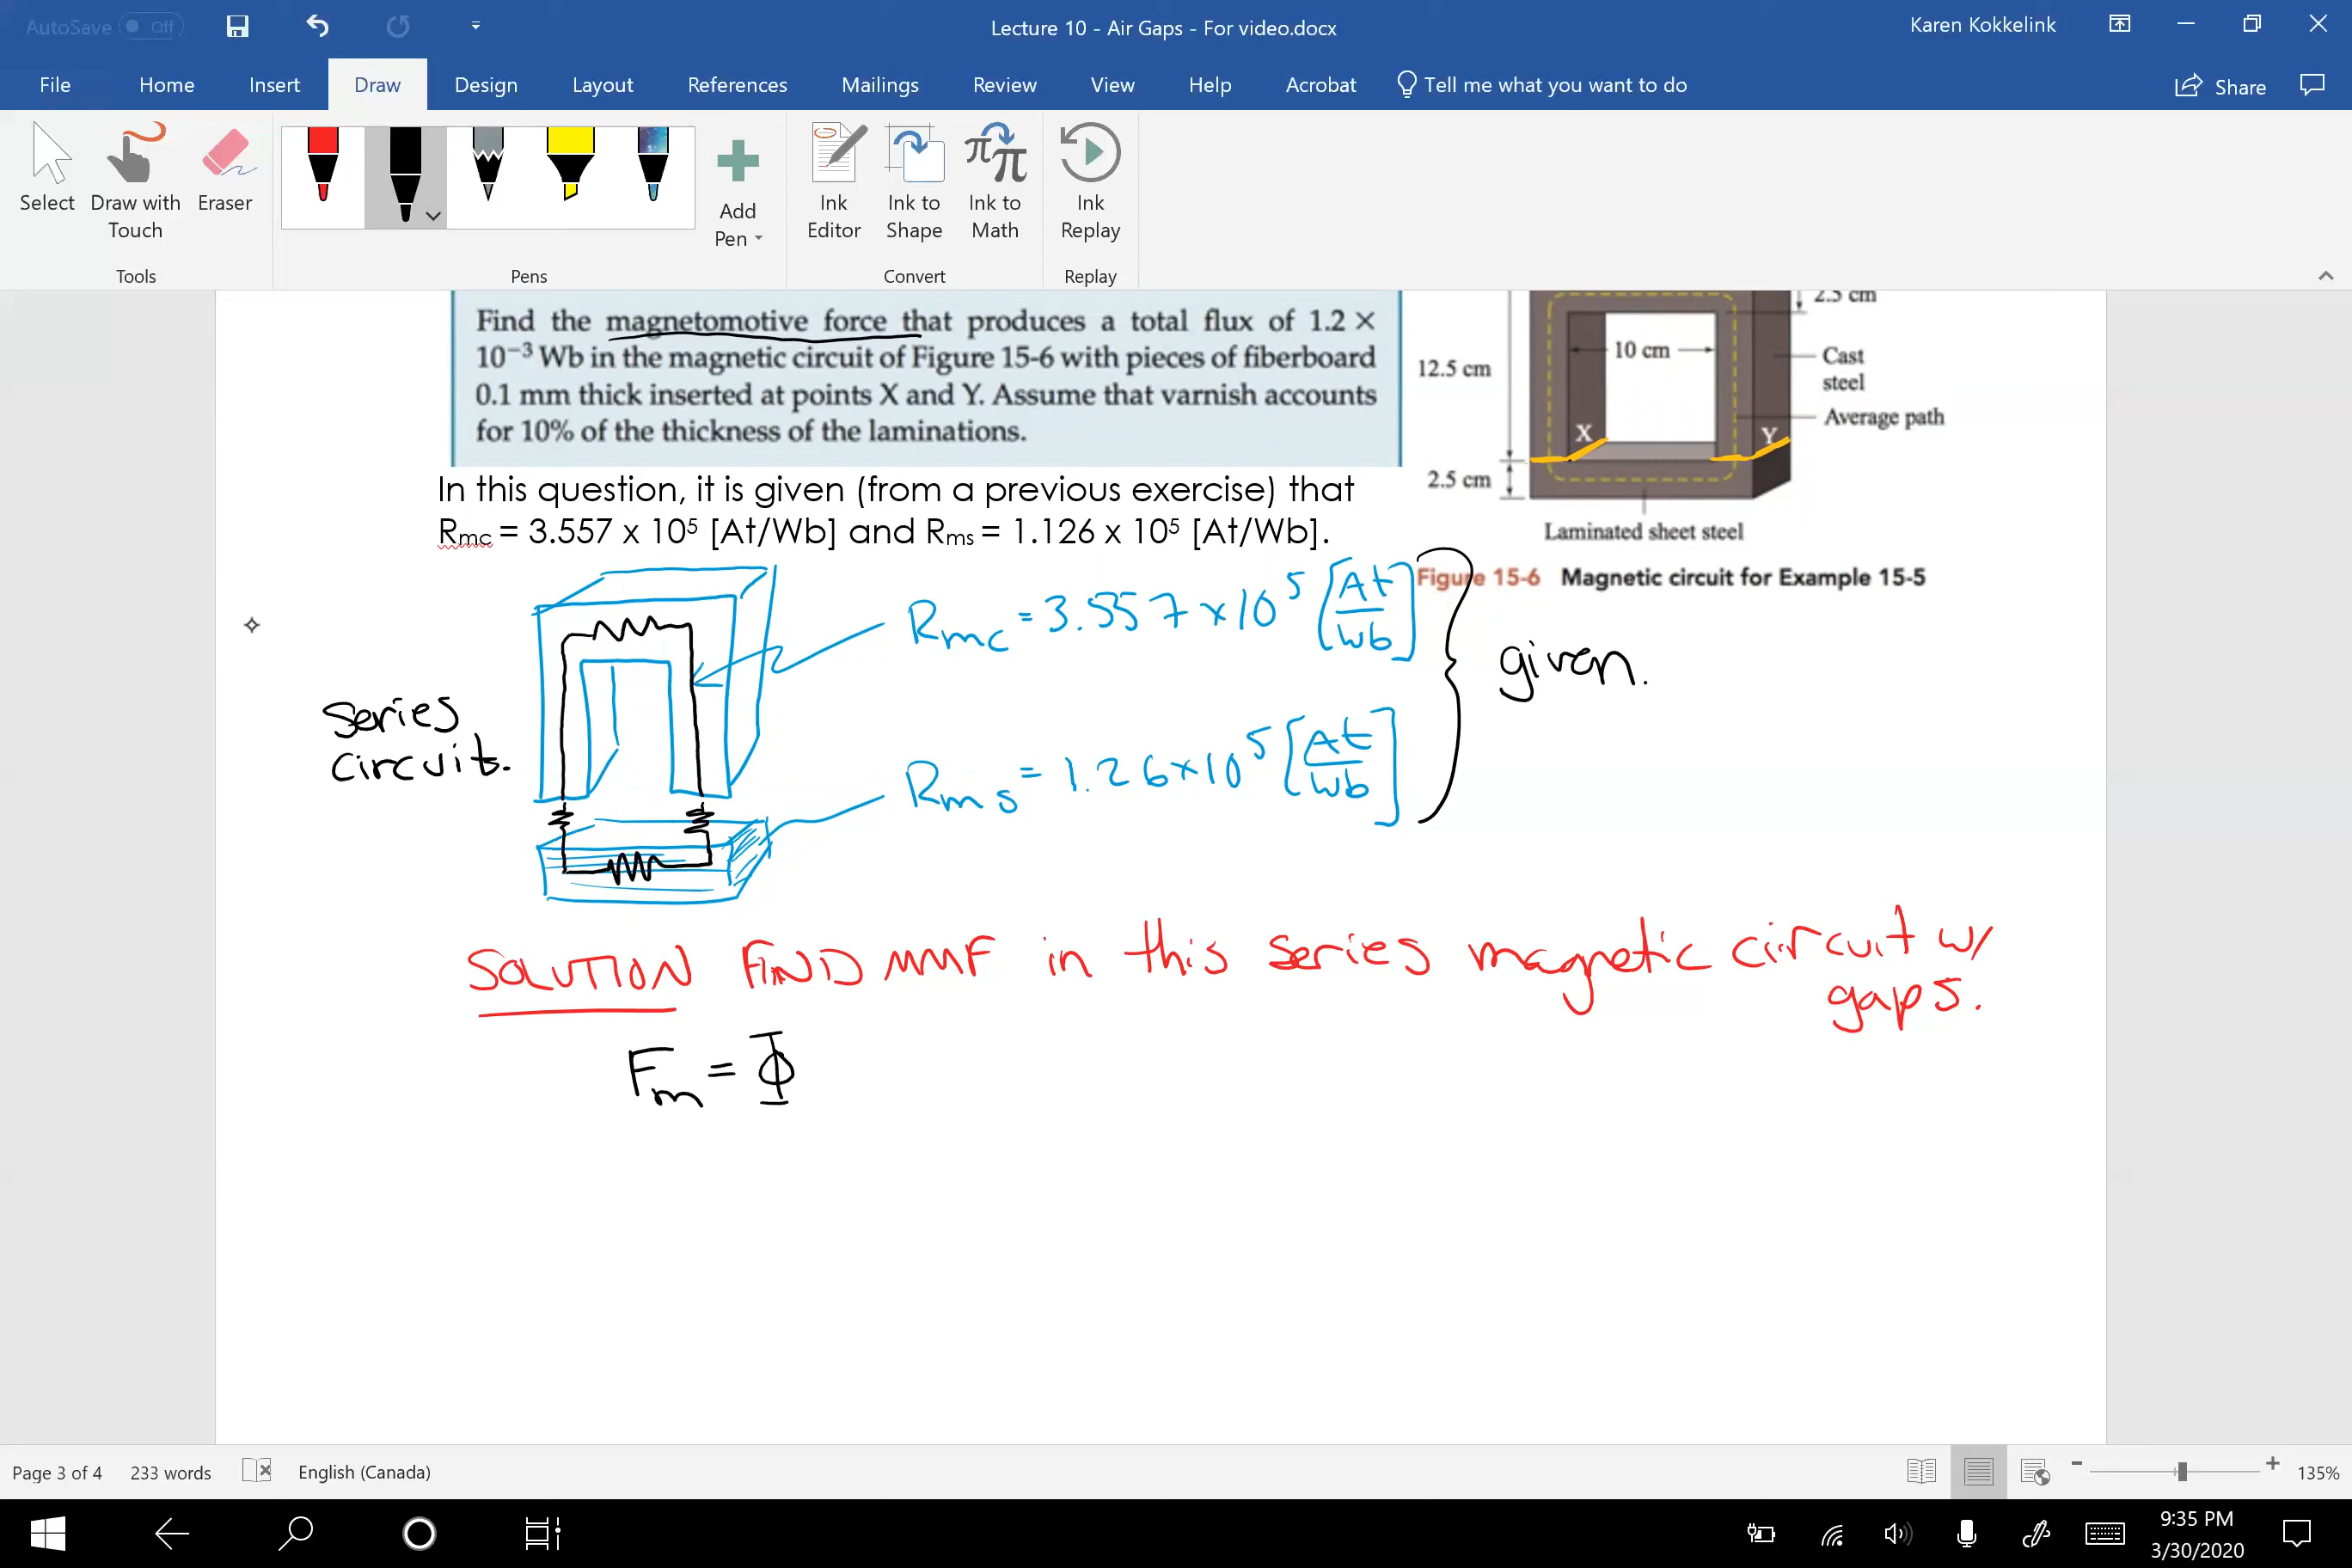 AutoSave Off
Lecture 10 - Air Gaps - For video.docx
Karen Kokkelink
File Home Insert Draw Design Layout References Mailings Review View Help Acrobat Tell me what you want to do Share
Select
Draw with Touch
Eraser
Add Pen
Ink Editor
Ink to Shape
Ink to Math
Ink Replay
Tools Pens Convert Replay
Find the magnetomotive force that produces a total flux of 1.2 ×
10⁻³ Wb in the magnetic circuit of Figure 15-6 with pieces of fiberboard
0.1 mm thick inserted at points X and Y. Assume that varnish accounts
for 10% of the thickness of the laminations.
2.5 cm
10 cm
12.5 cm
Cast
steel
Average path
X
Y
2.5 cm
Laminated sheet steel
Figure 15-6 Magnetic circuit for Example 15-5
In this question, it is given (from a previous exercise) that
Rmc = 3.557 x 10⁵ [At/Wb] and Rms = 1.126 x 10⁵ [At/Wb].
Rmc = 3.557 × 10⁵ [At/Wb]
given.
series
circuit.
Rms = 1.26 × 10⁵ [At/Wb]
SOLUTION FIND MMF in this series magnetic circuit w/
gaps.
Fm = Φ
Page 3 of 4 233 words English (Canada) 135%
9:35 PM
3/30/2020